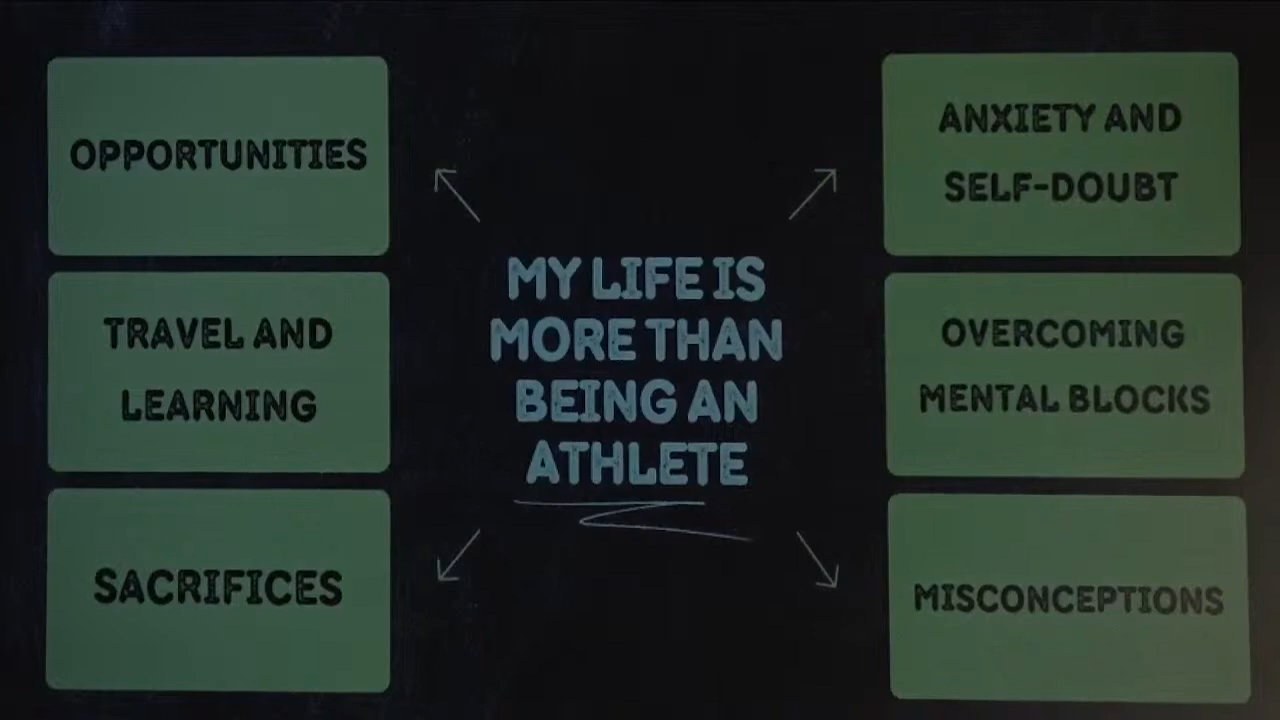 OPPORTUNITIES
TRAVEL AND
LEARNING
SACRIFICES
MY LIFE IS
MORE THAN
BEING AN
ATHLETE
ANXIETY AND
SELF-DOUBT
OVERCOMING
MENTAL BLOCKS
MISCONCEPTIONS